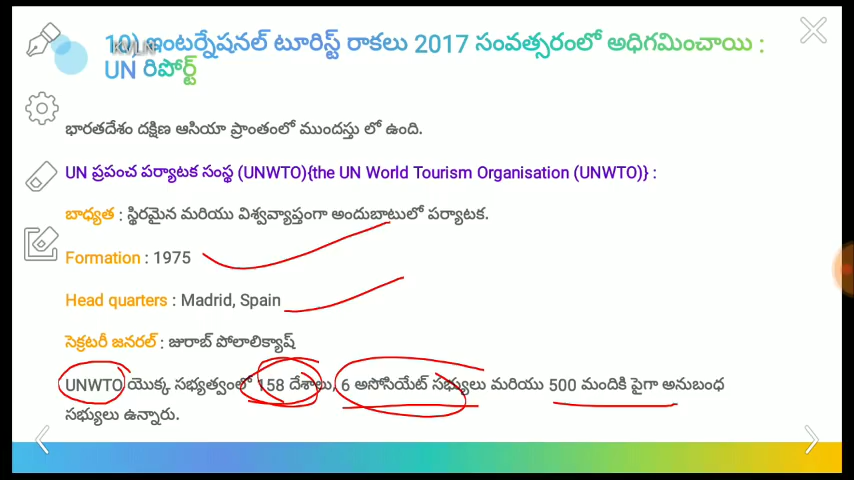 10) ఇంటర్నేషనల్ టూరిస్ట్ రాకలు 2017 సంవత్సరంలో అధిగమించాయి :
UN రిపోర్ట్
భారతదేశం దక్షిణ ఆసియా ప్రాంతంలో ముందస్తు లో ఉంది.
UN ప్రపంచ పర్యాటక సంస్థ (UNWTO){the UN World Tourism Organisation (UNWTO)} :
బాధ్యత : స్థిరమైన మరియు విశ్వవ్యాప్తంగా అందుబాటులో పర్యాటక.
Formation : 1975
Head quarters : Madrid, Spain
సెక్రటరీ జనరల్ : జురాబ్ పోలాలిక్యాష్
UNWTO యొక్క సభ్యత్వంలో 158 దేశాలు, 6 అసోసియేట్ సభ్యులు మరియు 500 మందికి పైగా అనుబంధ
సభ్యులు ఉన్నారు.